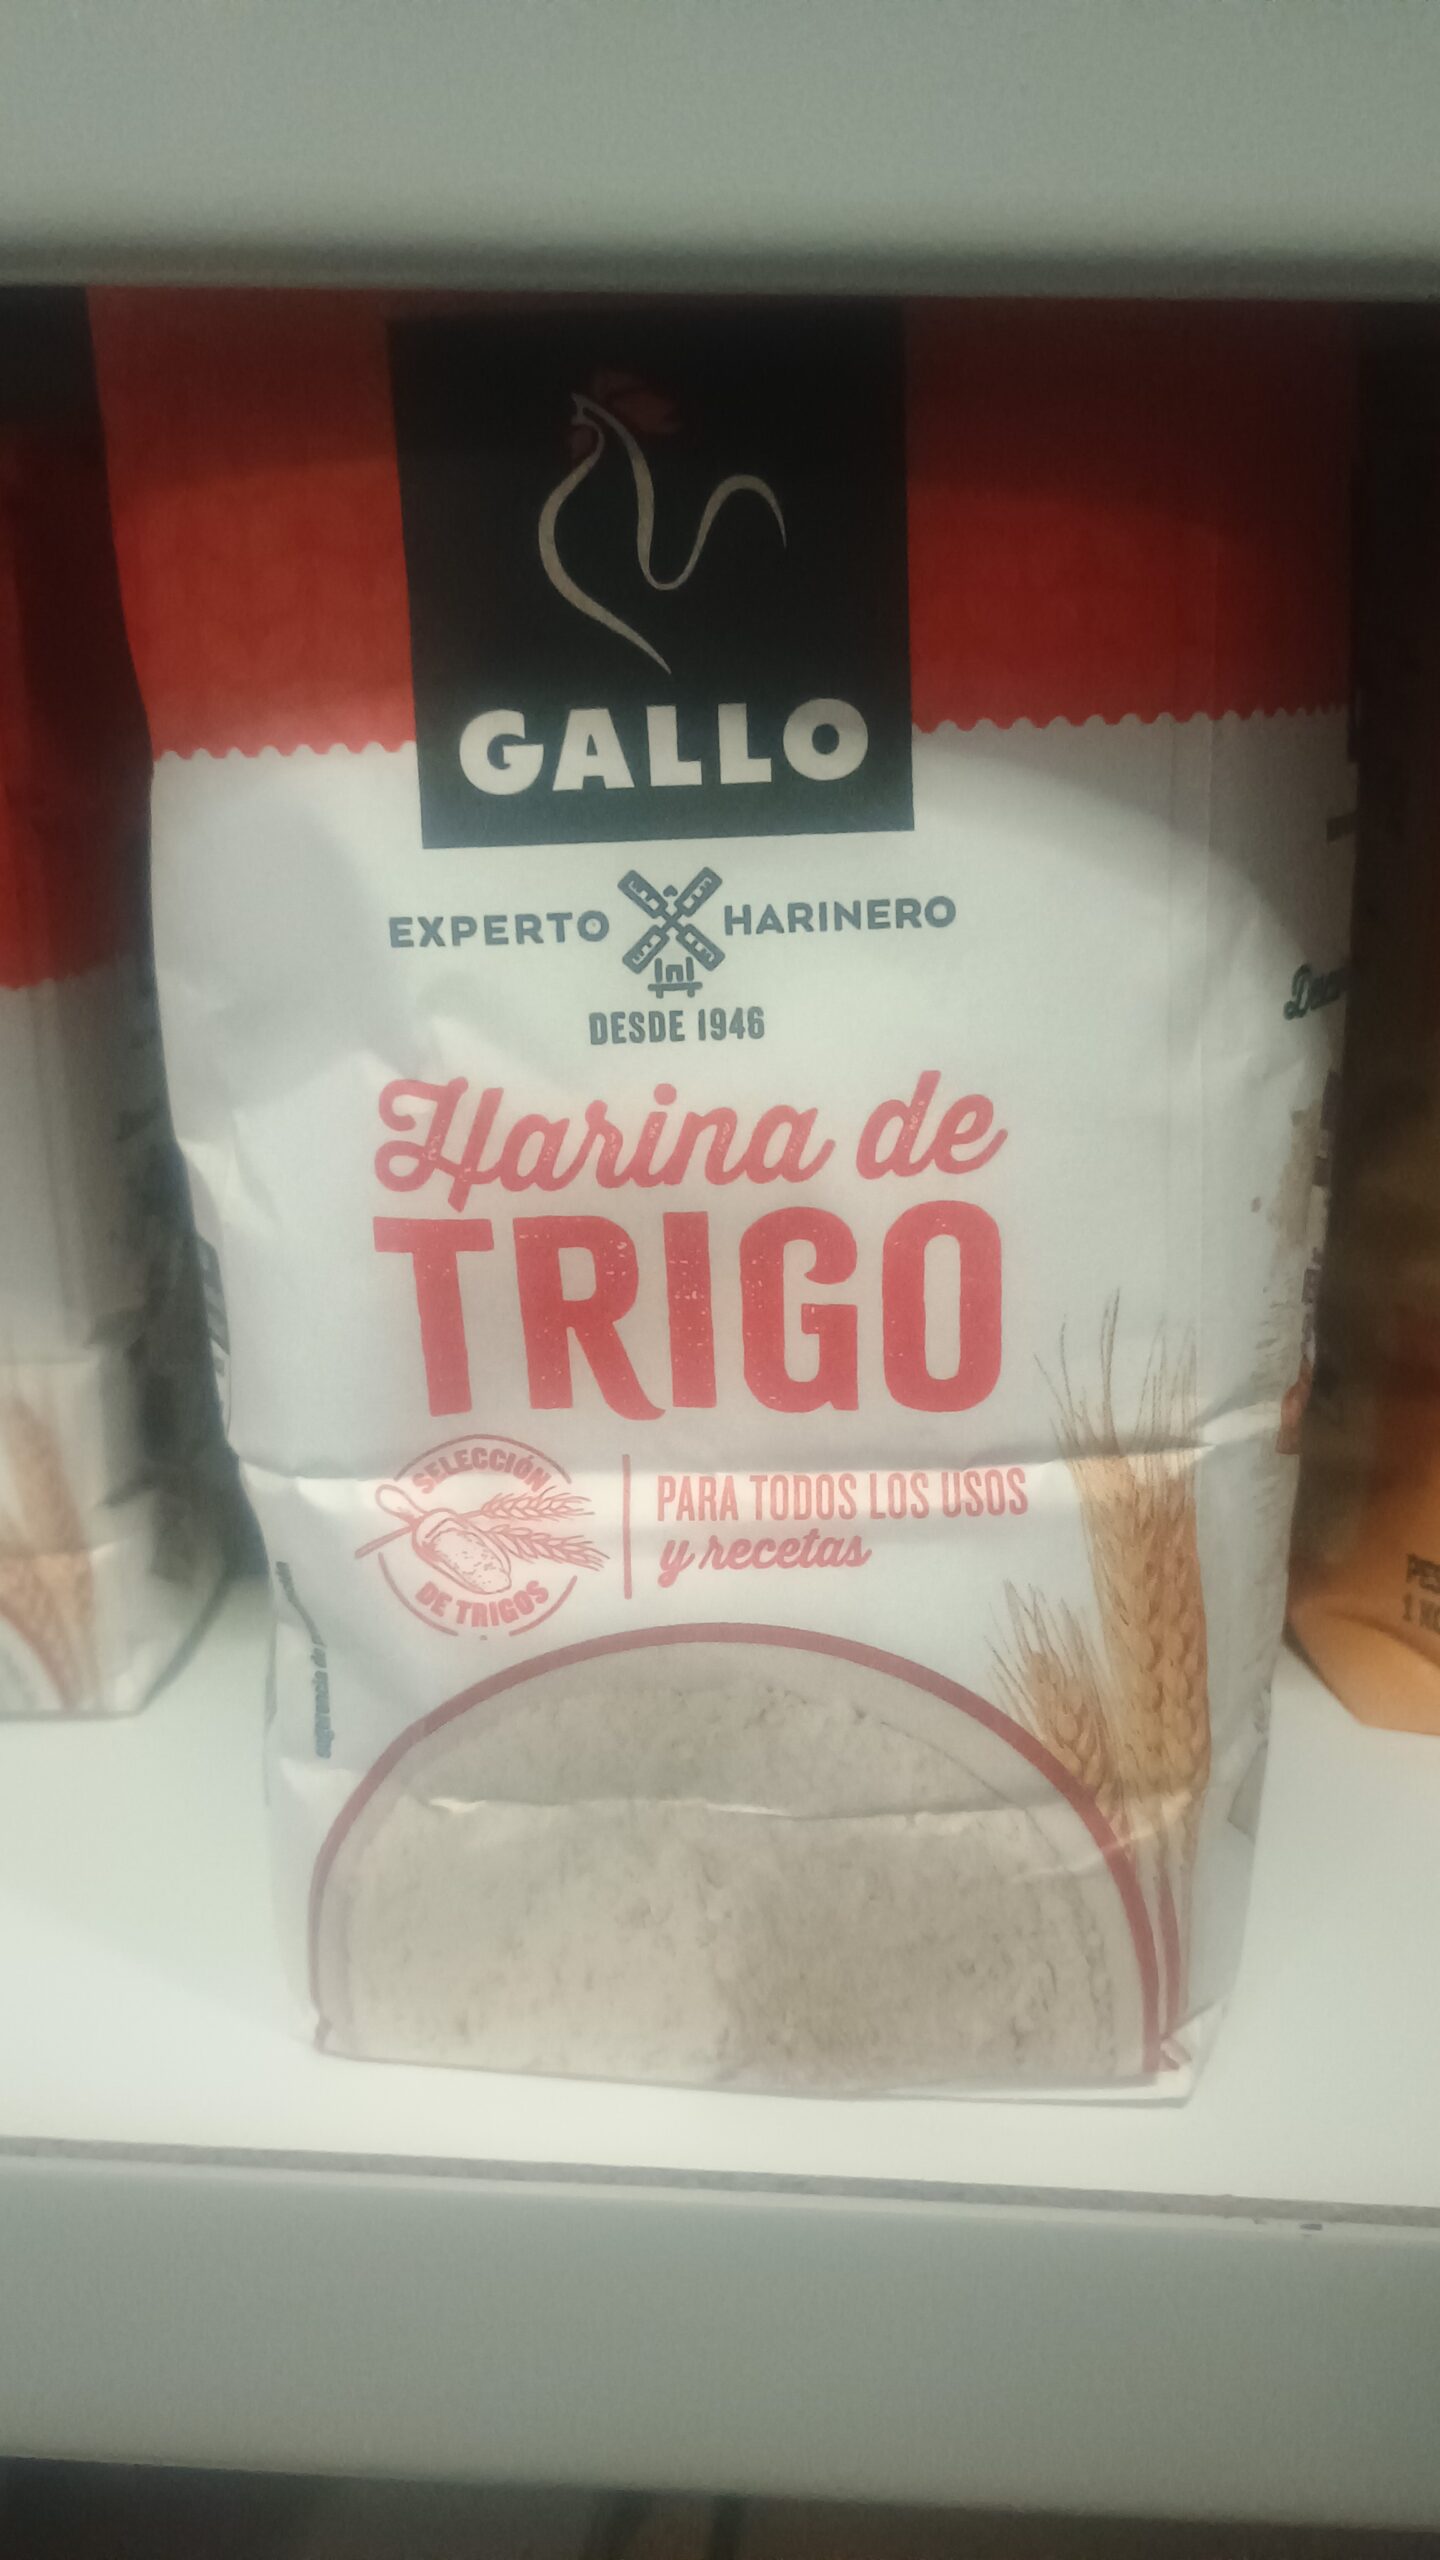 GALLO
EXPERTO HARINERO
DESDE 1946
Harina de
TRIGO
SELECCIÓN
DE TRIGOS
PARA TODOS LOS USOS
y recetas